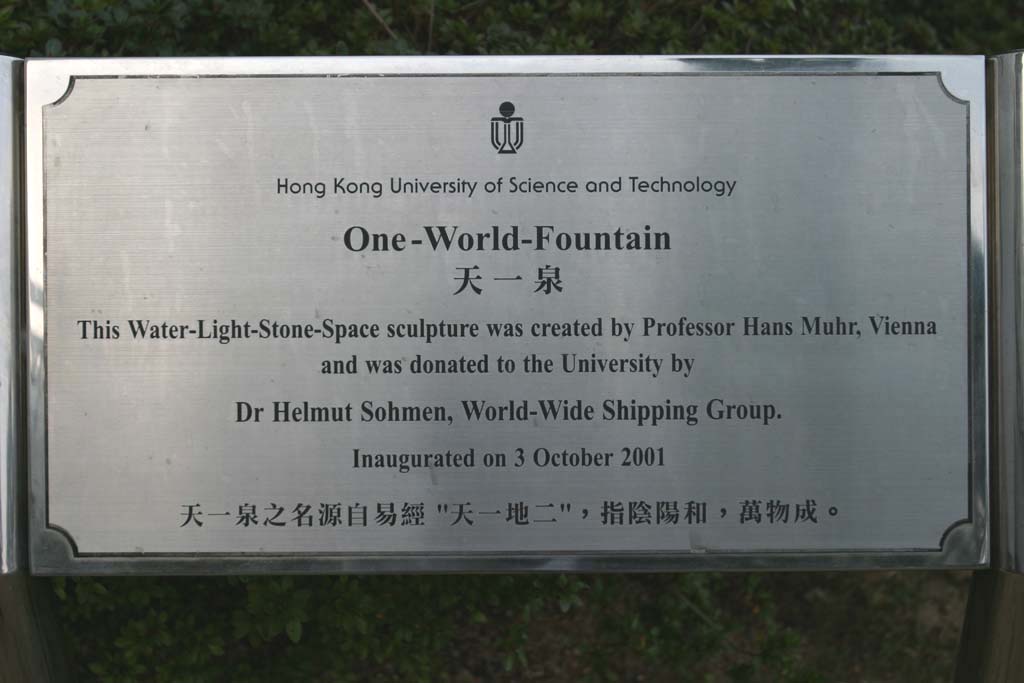 Hong Kong University of Science and Technology
One-World-Fountain
天一泉
This Water-Light-Stone-Space sculpture was created by Professor Hans Muhr, Vienna
and was donated to the University by
Dr Helmut Sohmen, World-Wide Shipping Group.
Inaugurated on 3 October 2001
天一泉之名源自易經 "天一地二"，指陰陽和，萬物成。